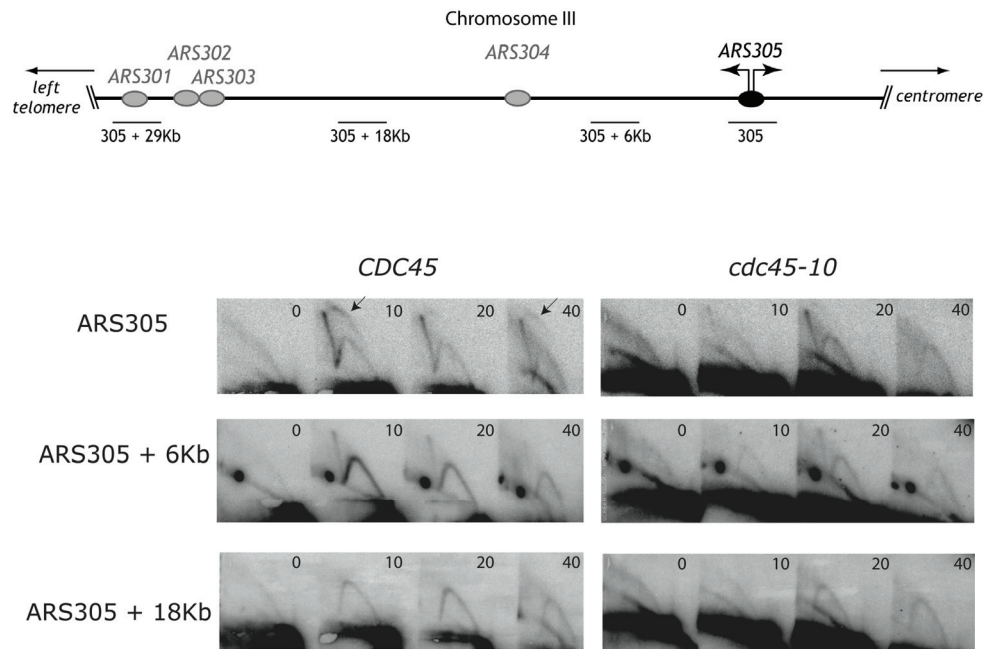 Chromosome III
ARS302 ARS304 ARS305
ARS301 ARS303
left
telomere
centromere
305 + 29Kb 305 + 18Kb 305 + 6Kb 305
CDC45 cdc45-10
ARS305 0 10 20 40 0 10 20 40
ARS305 + 6Kb 0 10 20 40 0 10 20 40
ARS305 + 18Kb 0 10 20 40 0 10 20 40